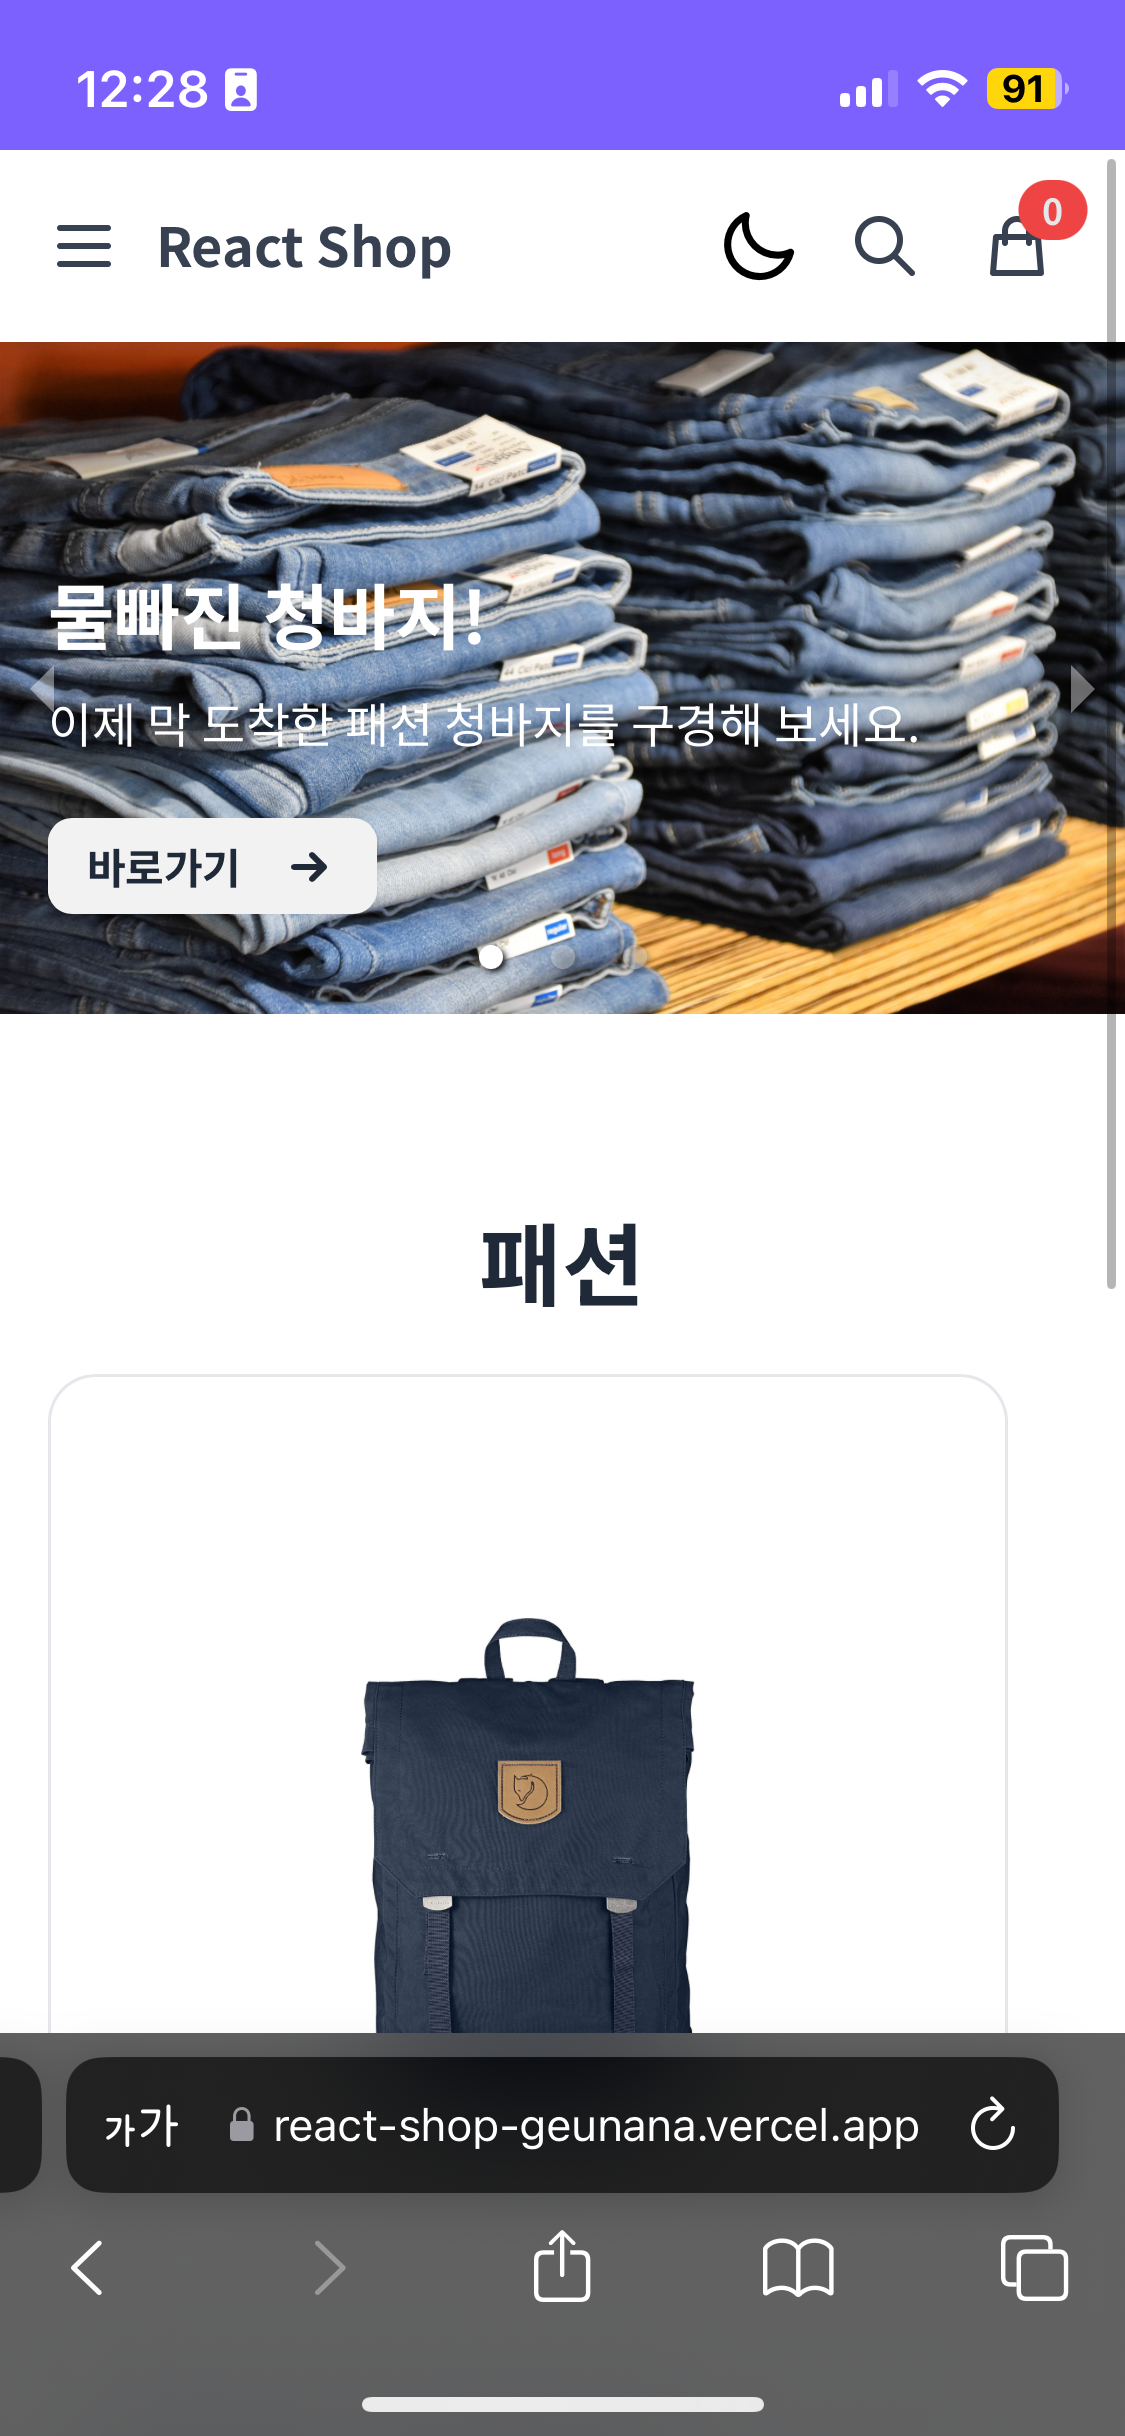 12:28
91
React Shop
0
물빠진 청바지!
이제 막 도착한 패션 청바지를 구경해 보세요.
바로가기
regular
패션
가가 react-shop-geunana.vercel.app